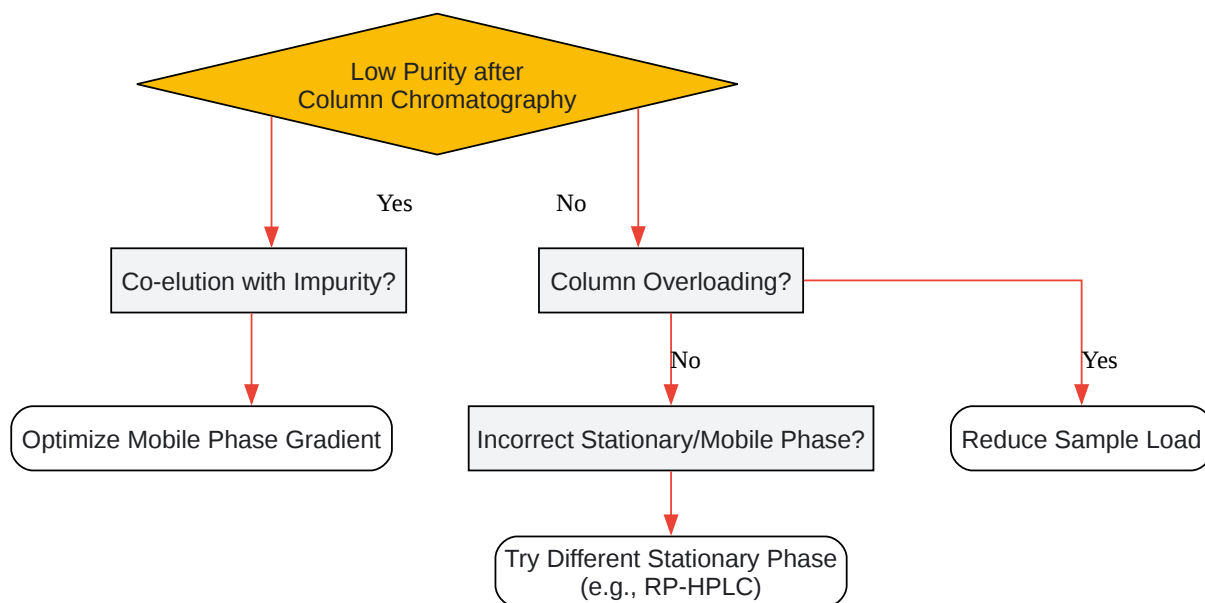 Low Purity after
Column Chromatography
Yes
No
Co-elution with Impurity?
Column Overloading?
No
Yes
Optimize Mobile Phase Gradient
Incorrect Stationary/Mobile Phase?
Reduce Sample Load
Try Different Stationary Phase
(e.g., RP-HPLC)